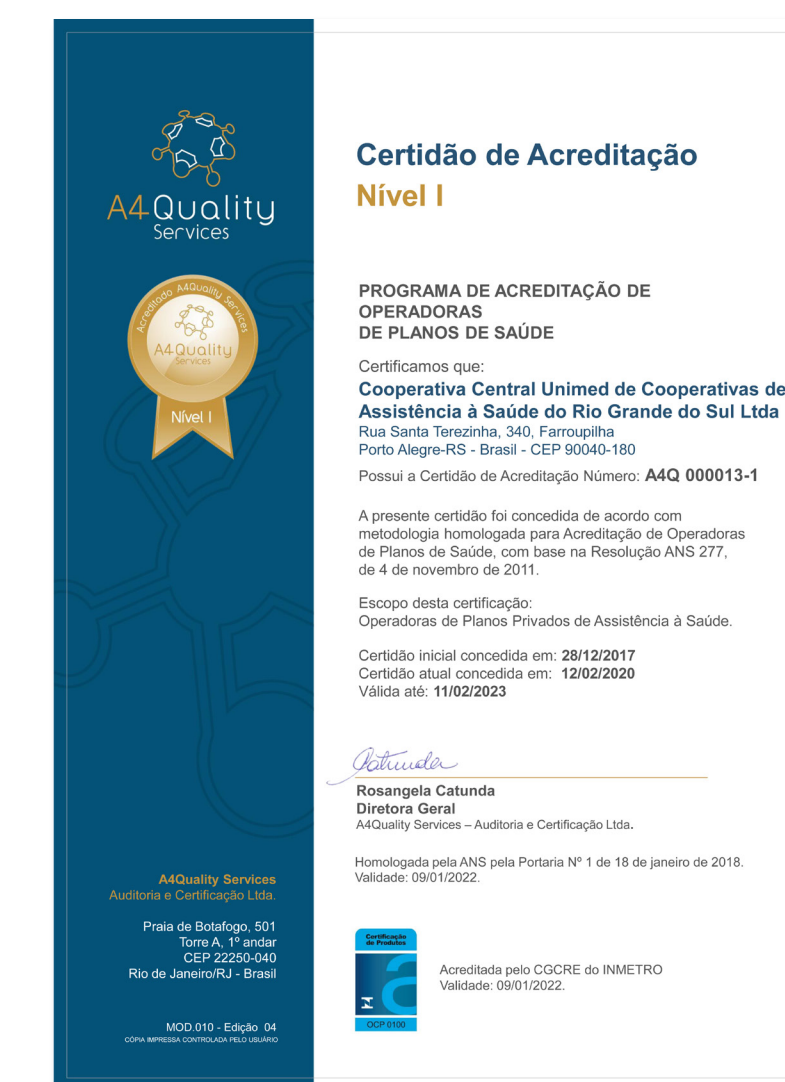 A4Quality
Services
Acreditado A4Quality Services
A4Quality
Services
Nível I
A4Quality Services
Auditoria e Certificação Ltda.
Praia de Botafogo, 501
Torre A, 1º andar
CEP 22250-040
Rio de Janeiro/RJ - Brasil
MOD.010 - Edição 04
CÓPIA IMPRESSA CONTROLADA PELO USUÁRIO
Certidão de Acreditação
Nível I
PROGRAMA DE ACREDITAÇÃO DE
OPERADORAS
DE PLANOS DE SAÚDE
Certificamos que:
Cooperativa Central Unimed de Cooperativas de
Assistência à Saúde do Rio Grande do Sul Ltda
Rua Santa Terezinha, 340, Farroupilha
Porto Alegre-RS - Brasil - CEP 90040-180
Possui a Certidão de Acreditação Número: A4Q 000013-1
A presente certidão foi concedida de acordo com
metodologia homologada para Acreditação de Operadoras
de Planos de Saúde, com base na Resolução ANS 277,
de 4 de novembro de 2011.
Escopo desta certificação:
Operadoras de Planos Privados de Assistência à Saúde.
Certidão inicial concedida em: 28/12/2017
Certidão atual concedida em: 12/02/2020
Válida até: 11/02/2023
Catunda
Rosangela Catunda
Diretora Geral
A4Quality Services – Auditoria e Certificação Ltda.
Homologada pela ANS pela Portaria Nº 1 de 18 de janeiro de 2018.
Validade: 09/01/2022.
Certificação
de Produtos
OCP 0100
Acreditada pelo CGCRE do INMETRO
Validade: 09/01/2022.